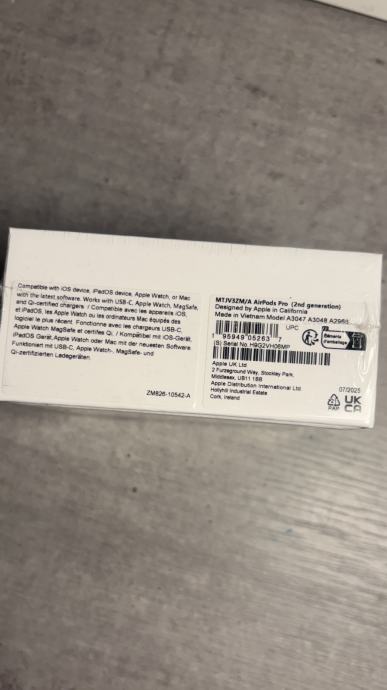 Compatible with iOS device, iPadOS device, Apple Watch, or Mac
with the latest software. Works with USB-C, Apple Watch, MagSafe,
and Qi-certified chargers. / Compatible avec les appareils iOS,
et iPadOS, les Apple Watch ou les ordinateurs Mac équipés des
logiciel le plus récent. Fonctionne avec les chargeurs USB-C,
Apple Watch MagSafe et certifés Qi. / Kompatibel mit iOS-Gerät,
iPadOS Gerät, Apple Watch oder Mac mit der neuesten Software.
Funktioniert mit USB-C, Apple Watch-, MagSafe- und
Qi-zertifizierten Ladegeräten.
ZM826-10542-A
MTJV3ZM/A AirPods Pro (2nd generation)
Designed by Apple in California
Made in Vietnam Model A3047 A3048 A2968
UPC
1 95949 05263 7
(S) Serial No. H9G2VH06MP
Apple UK Ltd
2 Furzeground Way, Stockley Park,
Middlesex, UB11 1BB
Apple Distribution International Ltd.
Hollyhill Industrial Estate
Cork, Ireland
Éléments
d'emballage
07/2025
PAP
UK
CA